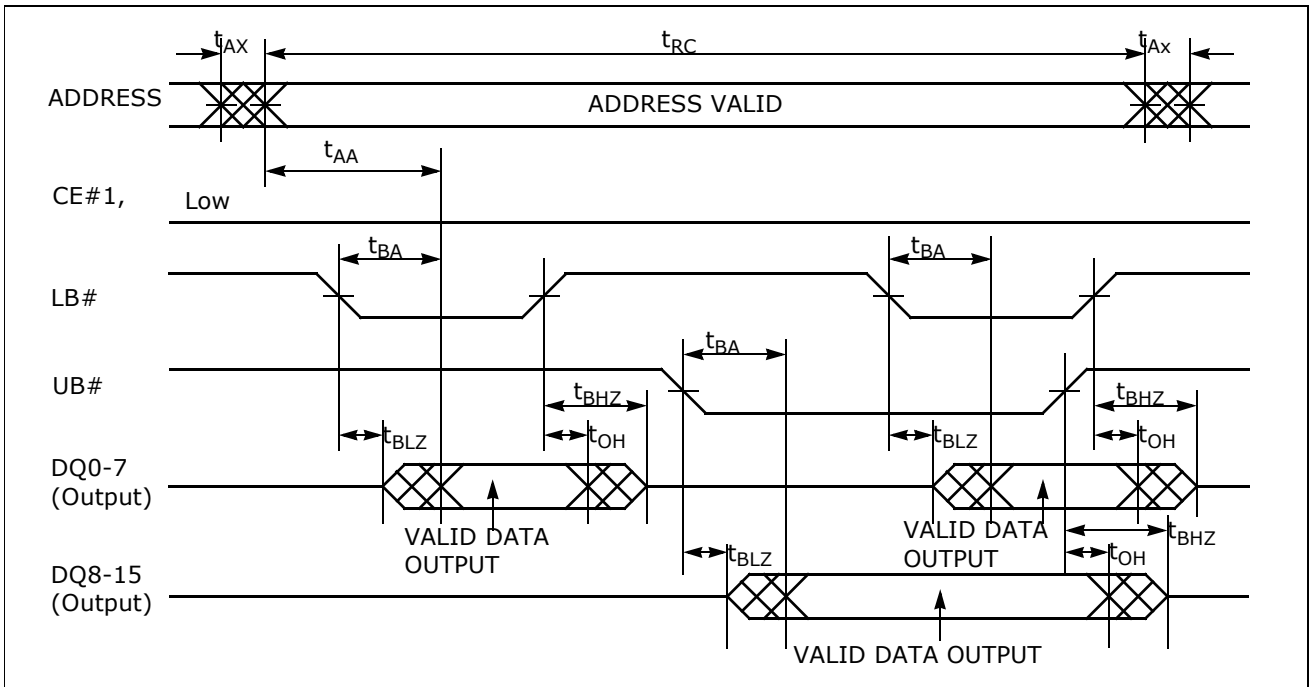 tAX tRC tAx
ADDRESS ADDRESS VALID
tAA
CE#1, Low
tBA tBA
LB#
tBA
UB#
tBHZ tBHZ
tBLZ tOH tBLZ tOH
DQ0-7
(Output)
VALID DATA
OUTPUT
VALID DATA
OUTPUT
tBHZ
tBLZ tOH
DQ8-15
(Output)
VALID DATA OUTPUT